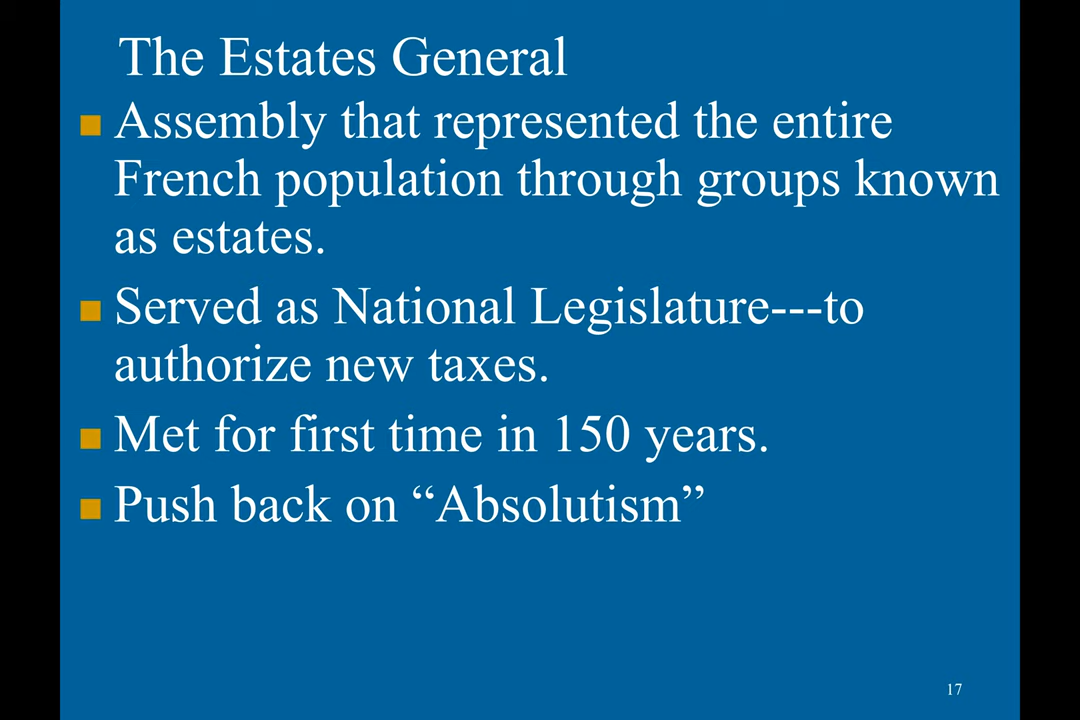 The Estates General
Assembly that represented the entire
French population through groups known
as estates.
Served as National Legislature---to
authorize new taxes.
Met for first time in 150 years.
Push back on “Absolutism”
17